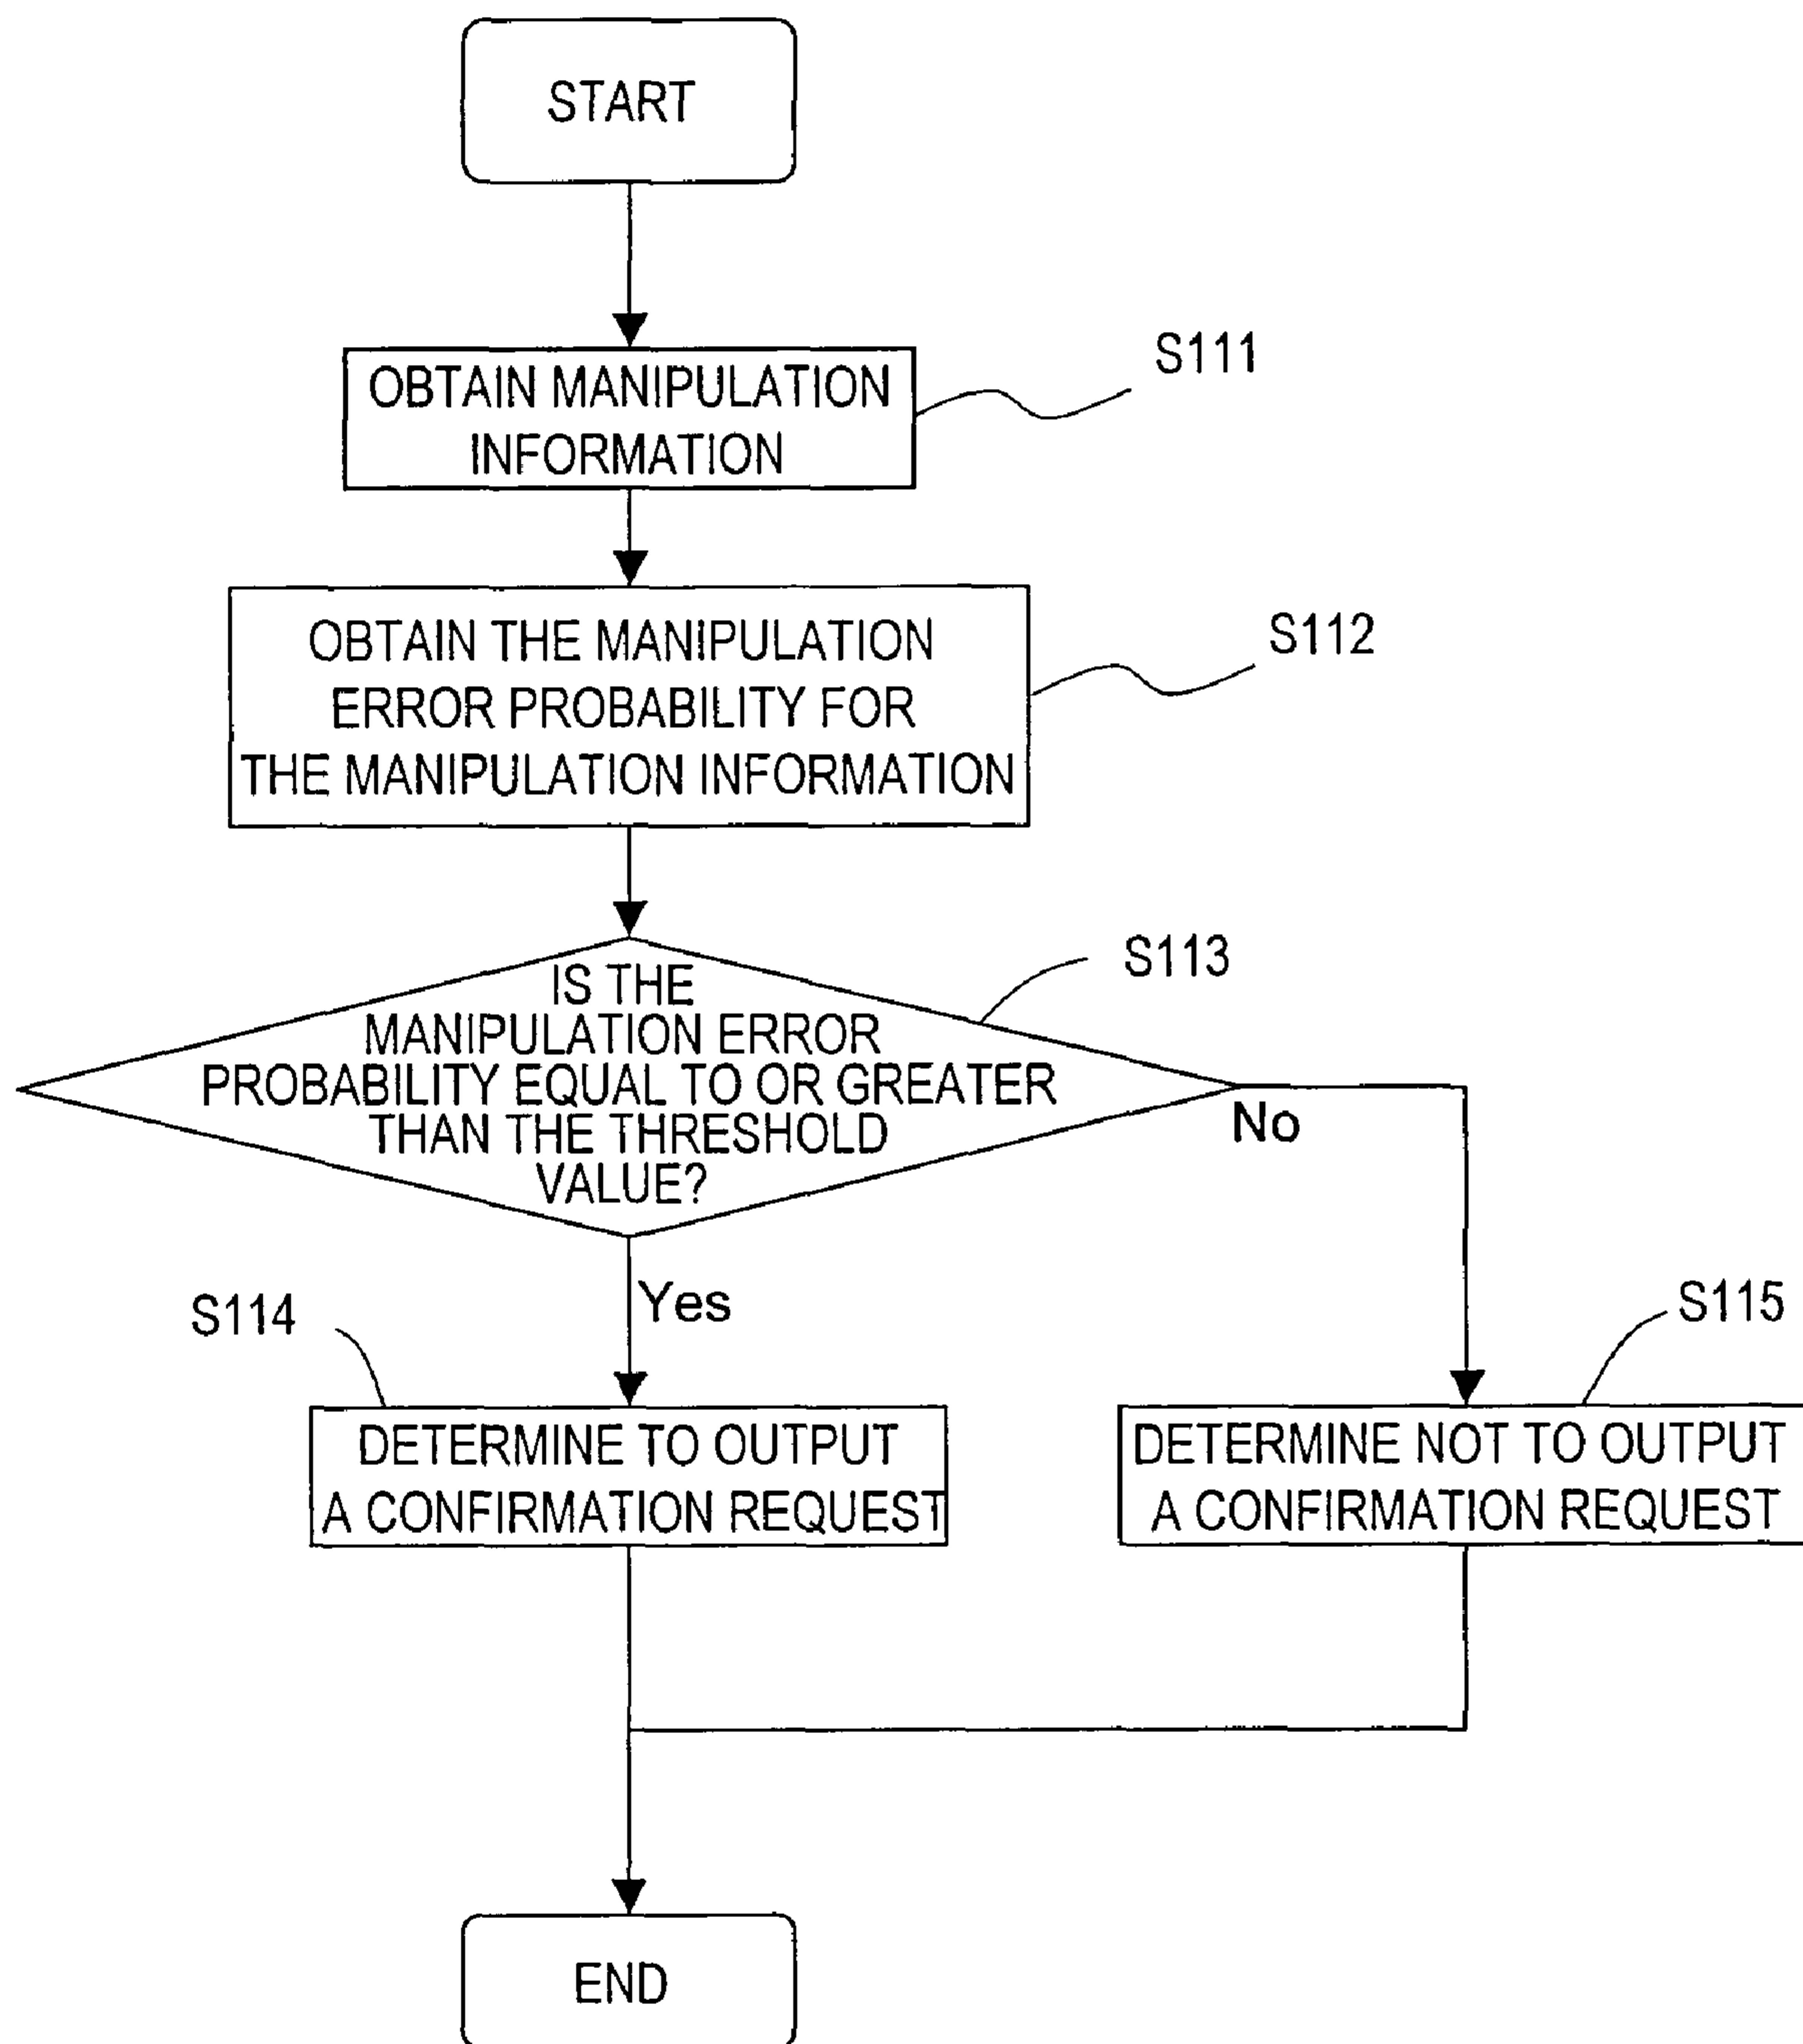 START
OBTAIN MANIPULATION
INFORMATION
S111
OBTAIN THE MANIPULATION
ERROR PROBABILITY FOR
THE MANIPULATION INFORMATION
S112
IS THE
MANIPULATION ERROR
PROBABILITY EQUAL TO OR GREATER
THAN THE THRESHOLD
VALUE?
S113
No
Yes
S114
DETERMINE TO OUTPUT
A CONFIRMATION REQUEST
S115
DETERMINE NOT TO OUTPUT
A CONFIRMATION REQUEST
END